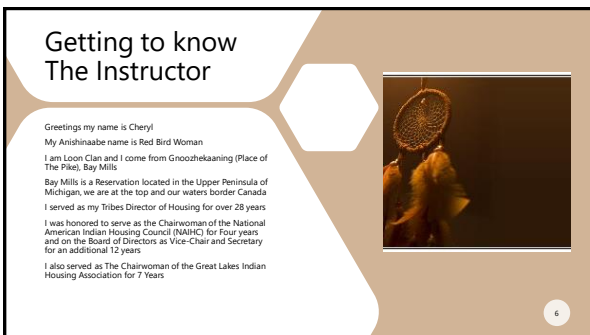 Getting to know
The Instructor
Greetings my name is Cheryl
My Anishinaabe name is Red Bird Woman
I am Loon Clan and I come from Gnoozhekaaning (Place of
The Pike), Bay Mills
Bay Mills is a Reservation located in the Upper Peninsula of
Michigan, we are at the top and our waters border Canada
I served as my Tribes Director of Housing for over 28 years
I was honored to serve as the Chairwoman of the National
American Indian Housing Council (NAIHC) for Four years
and on the Board of Directors as Vice-Chair and Secretary
for an additional 12 years
I also served as The Chairwoman of the Great Lakes Indian
Housing Association for 7 Years
6